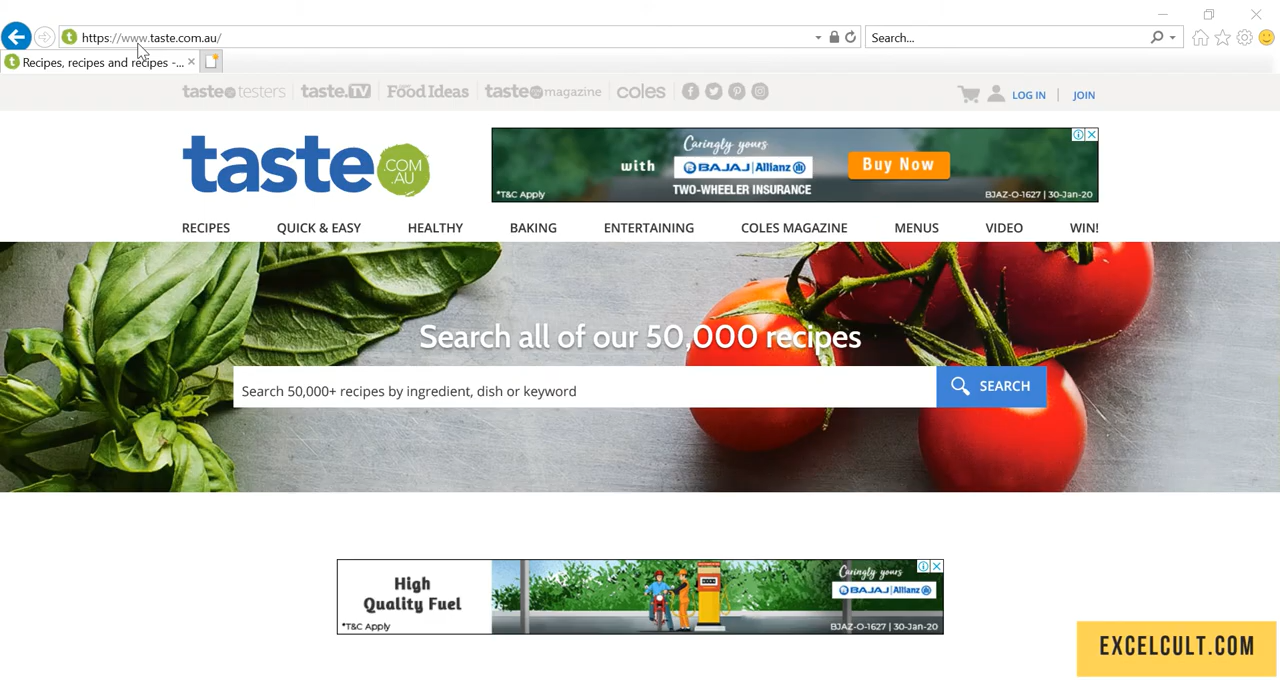 https://www.taste.com.au/
Search...
Recipes, recipes and recipes -...
taste testers
taste.TV
Food Ideas
taste magazine
coles
LOG IN
JOIN
taste .COM .AU
Caringly yours
with BAJAJ Allianz
TWO-WHEELER INSURANCE
Buy Now
*T&C Apply
BJAZ-O-1627 | 30-Jan-20
RECIPES
QUICK & EASY
HEALTHY
BAKING
ENTERTAINING
COLES MAGAZINE
MENUS
VIDEO
WIN!
Search all of our 50,000 recipes
Search 50,000+ recipes by ingredient, dish or keyword
SEARCH
High
Quality Fuel
*T&C Apply
Caringly yours
BAJAJ Allianz
BJAZ-O-1627 | 30-Jan-20
EXCELCULT.COM